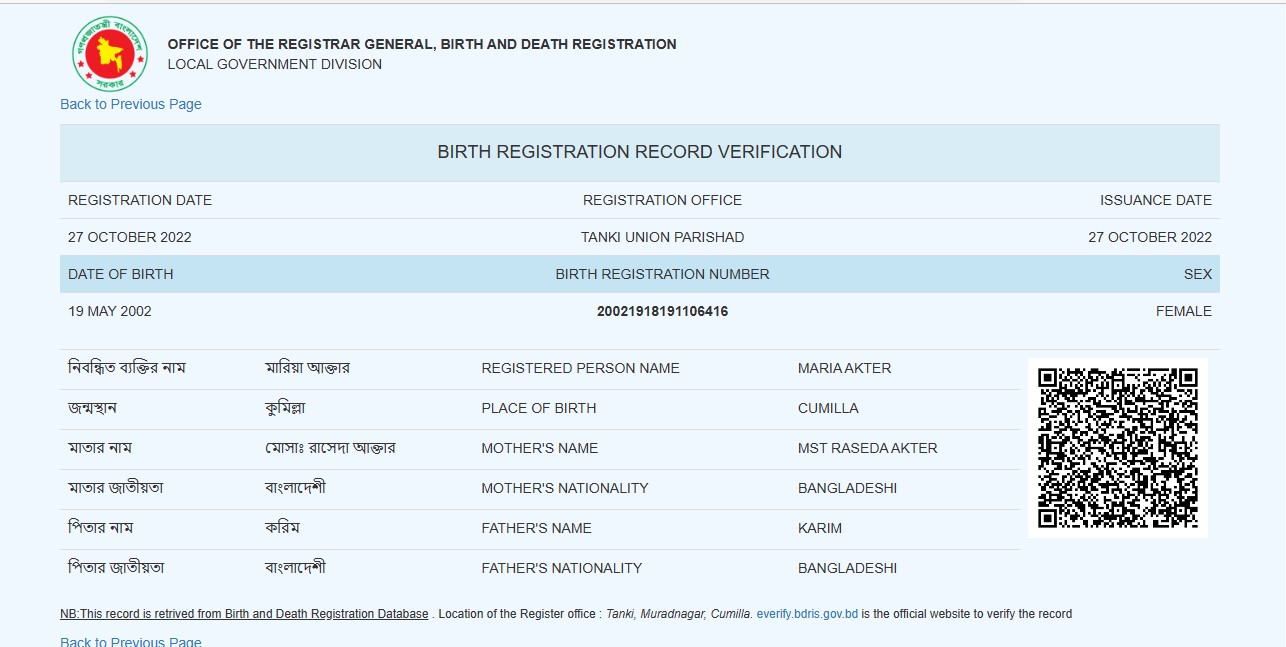 গণপ্রজাতন্ত্রী বাংলাদেশ
সরকার
OFFICE OF THE REGISTRAR GENERAL, BIRTH AND DEATH REGISTRATION
LOCAL GOVERNMENT DIVISION
Back to Previous Page
BIRTH REGISTRATION RECORD VERIFICATION
REGISTRATION DATE REGISTRATION OFFICE ISSUANCE DATE
27 OCTOBER 2022 TANKI UNION PARISHAD 27 OCTOBER 2022
DATE OF BIRTH BIRTH REGISTRATION NUMBER SEX
19 MAY 2002 20021918191106416 FEMALE
নিবন্ধিত ব্যক্তির নাম মারিয়া আক্তার REGISTERED PERSON NAME MARIA AKTER
জন্মস্থান কুমিল্লা PLACE OF BIRTH CUMILLA
মাতার নাম মোসাঃ রাসেদা আক্তার MOTHER'S NAME MST RASEDA AKTER
মাতার জাতীয়তা বাংলাদেশী MOTHER'S NATIONALITY BANGLADESHI
পিতার নাম করিম FATHER'S NAME KARIM
পিতার জাতীয়তা বাংলাদেশী FATHER'S NATIONALITY BANGLADESHI
NB:This record is retrived from Birth and Death Registration Database . Location of the Register office : Tanki, Muradnagar, Cumilla. everify.bdris.gov.bd is the official website to verify the record
Back to Previous Page